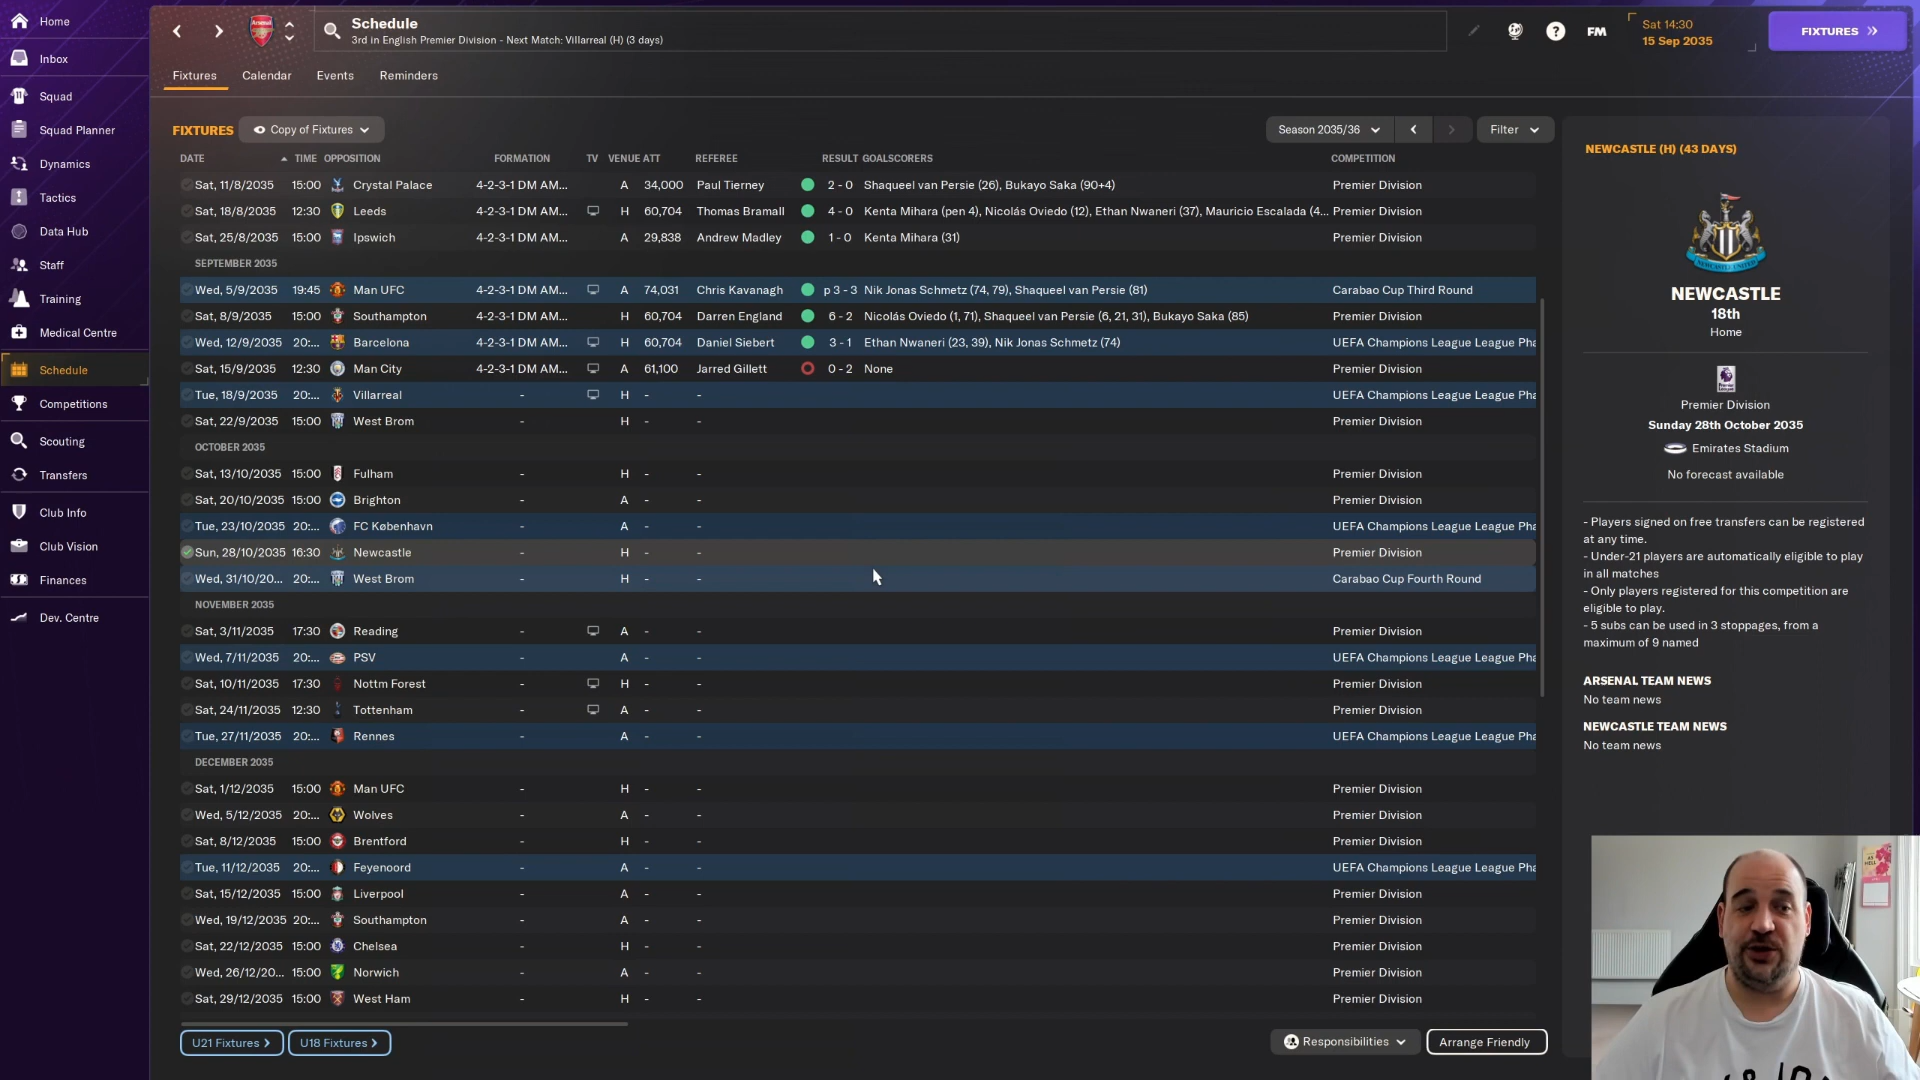 Home
Inbox
Squad
Squad Planner
Dynamics
Tactics
Data Hub
Staff
Training
Medical Centre
Schedule
Competitions
Scouting
Transfers
Club Info
Club Vision
Finances
Dev. Centre
Schedule
3rd in English Premier Division - Next Match: Villarreal (H) (3 days)
FM
Sat 14:30
15 Sep 2035
FIXTURES
Fixtures Calendar Events Reminders
FIXTURES Copy of Fixtures Season 2035/36 Filter
DATE TIME OPPOSITION FORMATION TV VENUE ATT REFEREE RESULT GOALSCORERS COMPETITION
Sat, 11/8/2035 15:00 Crystal Palace 4-2-3-1 DM AM... A 34,000 Paul Tierney 2 - 0 Shaqueel van Persie (26), Bukayo Saka (90+4) Premier Division
Sat, 18/8/2035 12:30 Leeds 4-2-3-1 DM AM... H 60,704 Thomas Bramall 4 - 0 Kenta Mihara (pen 4), Nicolás Oviedo (12), Ethan Nwaneri (37), Mauricio Escalada (4... Premier Division
Sat, 25/8/2035 15:00 Ipswich 4-2-3-1 DM AM... A 29,838 Andrew Madley 1 - 0 Kenta Mihara (31) Premier Division
SEPTEMBER 2035
Wed, 5/9/2035 19:45 Man UFC 4-2-3-1 DM AM... A 74,031 Chris Kavanagh p 3 - 3 Nik Jonas Schmetz (74, 79), Shaqueel van Persie (81) Carabao Cup Third Round
Sat, 8/9/2035 15:00 Southampton 4-2-3-1 DM AM... H 60,704 Darren England 6 - 2 Nicolás Oviedo (1, 71), Shaqueel van Persie (6, 21, 31), Bukayo Saka (85) Premier Division
Wed, 12/9/2035 20:... Barcelona 4-2-3-1 DM AM... H 60,704 Daniel Siebert 3 - 1 Ethan Nwaneri (23, 39), Nik Jonas Schmetz (74) UEFA Champions League League Pha
Sat, 15/9/2035 12:30 Man City 4-2-3-1 DM AM... A 61,100 Jarred Gillett 0 - 2 None Premier Division
Tue, 18/9/2035 20:... Villarreal - H - - UEFA Champions League League Pha
Sat, 22/9/2035 15:00 West Brom - H - - Premier Division
OCTOBER 2035
Sat, 13/10/2035 15:00 Fulham - H - - Premier Division
Sat, 20/10/2035 15:00 Brighton - A - - Premier Division
Tue, 23/10/2035 20:... FC København - A - - UEFA Champions League League Pha
Sun, 28/10/2035 16:30 Newcastle - H - - Premier Division
Wed, 31/10/20... 20:... West Brom - H - - Carabao Cup Fourth Round
NOVEMBER 2035
Sat, 3/11/2035 17:30 Reading - A - - Premier Division
Wed, 7/11/2035 20:... PSV - A - - UEFA Champions League League Pha
Sat, 10/11/2035 17:30 Nottm Forest - H - - Premier Division
Sat, 24/11/2035 12:30 Tottenham - A - - Premier Division
Tue, 27/11/2035 20:... Rennes - A - - UEFA Champions League League Pha
DECEMBER 2035
Sat, 1/12/2035 15:00 Man UFC - H - - Premier Division
Wed, 5/12/2035 20:... Wolves - A - - Premier Division
Sat, 8/12/2035 15:00 Brentford - H - - Premier Division
Tue, 11/12/2035 20:... Feyenoord - A - - UEFA Champions League League Pha
Sat, 15/12/2035 15:00 Liverpool - A - - Premier Division
Wed, 19/12/2035 20:... Southampton - A - - Premier Division
Sat, 22/12/2035 15:00 Chelsea - H - - Premier Division
Wed, 26/12/20... 15:00 Norwich - A - - Premier Division
Sat, 29/12/2035 15:00 West Ham - H - - Premier Division
U21 Fixtures U18 Fixtures Responsibilities Arrange Friendly
NEWCASTLE (H) (43 DAYS)
NEWCASTLE
18th
Home
Premier Division
Sunday 28th October 2035
Emirates Stadium
No forecast available
- Players signed on free transfers can be registered
at any time.
- Under-21 players are automatically eligible to play
in all matches
- Only players registered for this competition are
eligible to play.
- 5 subs can be used in 3 stoppages, from a
maximum of 9 named
ARSENAL TEAM NEWS
No team news
NEWCASTLE TEAM NEWS
No team news